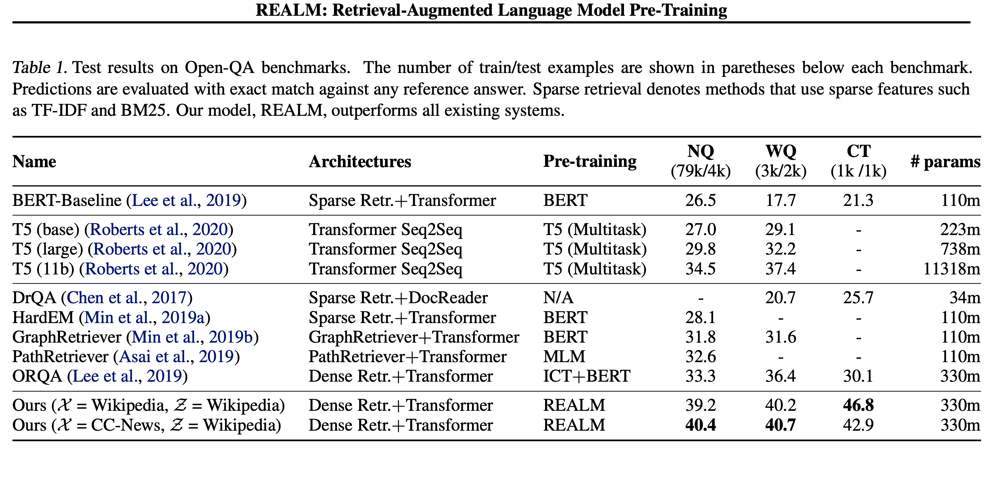 REALM: Retrieval-Augmented Language Model Pre-Training
Table 1. Test results on Open-QA benchmarks. The number of train/test examples are shown in paretheses below each benchmark.
Predictions are evaluated with exact match against any reference answer. Sparse retrieval denotes methods that use sparse features such
as TF-IDF and BM25. Our model, REALM, outperforms all existing systems.
Name Architectures Pre-training NQ (79k/4k) WQ (3k/2k) CT (1k /1k) # params
BERT-Baseline (Lee et al., 2019) Sparse Retr.+Transformer BERT 26.5 17.7 21.3 110m
T5 (base) (Roberts et al., 2020) Transformer Seq2Seq T5 (Multitask) 27.0 29.1 - 223m
T5 (large) (Roberts et al., 2020) Transformer Seq2Seq T5 (Multitask) 29.8 32.2 - 738m
T5 (11b) (Roberts et al., 2020) Transformer Seq2Seq T5 (Multitask) 34.5 37.4 - 11318m
DrQA (Chen et al., 2017) Sparse Retr.+DocReader N/A - 20.7 25.7 34m
HardEM (Min et al., 2019a) Sparse Retr.+Transformer BERT 28.1 - - 110m
GraphRetriever (Min et al., 2019b) GraphRetriever+Transformer BERT 31.8 31.6 - 110m
PathRetriever (Asai et al., 2019) PathRetriever+Transformer MLM 32.6 - - 110m
ORQA (Lee et al., 2019) Dense Retr.+Transformer ICT+BERT 33.3 36.4 30.1 330m
Ours (𝒳 = Wikipedia, 𝒵 = Wikipedia) Dense Retr.+Transformer REALM 39.2 40.2 46.8 330m
Ours (𝒳 = CC-News, 𝒵 = Wikipedia) Dense Retr.+Transformer REALM 40.4 40.7 42.9 330m